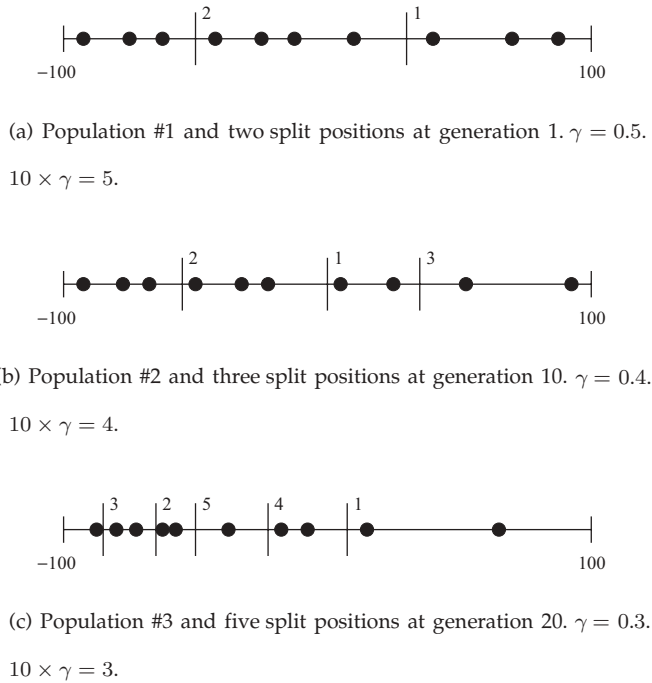 2 1
−100 100
(a) Population #1 and two split positions at generation 1. γ = 0.5.
10 × γ = 5.
2 1 3
−100 100
(b) Population #2 and three split positions at generation 10. γ = 0.4.
10 × γ = 4.
3 2 5 4 1
−100 100
(c) Population #3 and five split positions at generation 20. γ = 0.3.
10 × γ = 3.